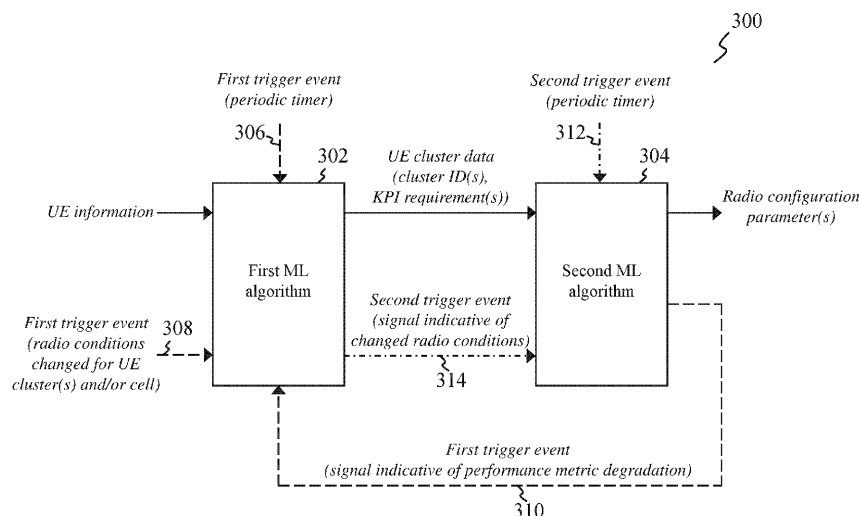 300
First trigger event
(periodic timer)
306
Second trigger event
(periodic timer)
312
302
UE cluster data
(cluster ID(s),
KPI requirement(s))
304
UE information
Radio configuration
parameter(s)
First ML
algorithm
Second ML
algorithm
First trigger event
(radio conditions
changed for UE
cluster(s) and/or cell)
308
Second trigger event
(signal indicative of
changed radio conditions)
314
First trigger event
(signal indicative of performance metric degradation)
310